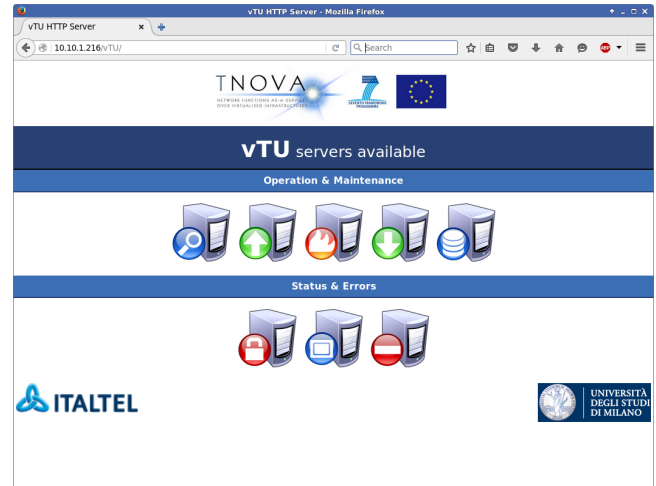 vTU HTTP Server - Mozilla Firefox
vTU HTTP Server
10.10.1.216/vTU/
Search
ABP
TNOVA
NETWORK FUNCTIONS AS-A-SERVICE
OVER VIRTUALISED INFRASTRUCTURES
SEVENTH FRAMEWORK
PROGRAMME
vTU servers available
Operation & Maintenance
Status & Errors
ITALTEL
UNIVERSITÀ
DEGLI STUDI
DI MILANO